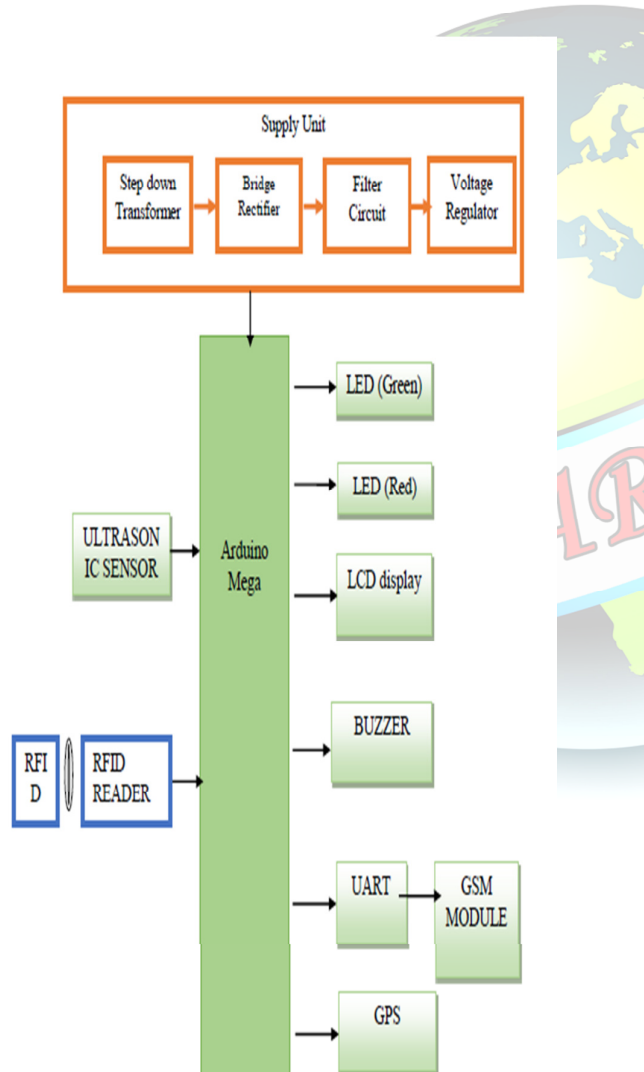 Supply Unit
Step down
Transformer
Bridge
Rectifier
Filter
Circuit
Voltage
Regulator
LED (Green)
LED (Red)
ULTRASON
IC SENSOR
Arduino
Mega
LCD display
BUZZER
RFI
D
RFID
READER
UART
GSM
MODULE
GPS